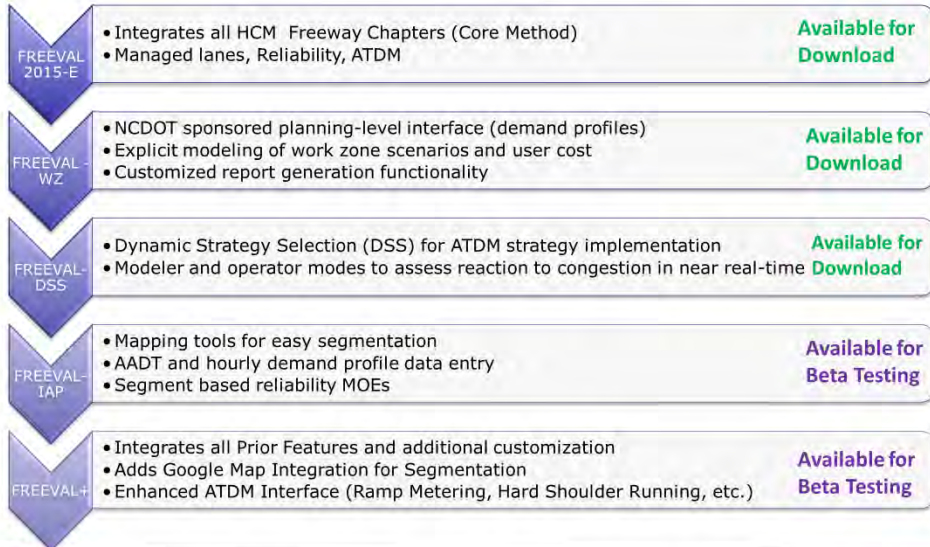 FREEVAL
2015-E
• Integrates all HCM Freeway Chapters (Core Method)
• Managed lanes, Reliability, ATDM
Available for
Download
FREEVAL -
WZ
• NCDOT sponsored planning-level interface (demand profiles)
• Explicit modeling of work zone scenarios and user cost
• Customized report generation functionality
Available for
Download
FREEVAL-
DSS
• Dynamic Strategy Selection (DSS) for ATDM strategy implementation
• Modeler and operator modes to assess reaction to congestion in near real-time
Available for
Download
FREEVAL-
IAP
• Mapping tools for easy segmentation
• AADT and hourly demand profile data entry
• Segment based reliability MOEs
Available for
Beta Testing
FREEVAL+
• Integrates all Prior Features and additional customization
• Adds Google Map Integration for Segmentation
• Enhanced ATDM Interface (Ramp Metering, Hard Shoulder Running, etc.)
Available for
Beta Testing